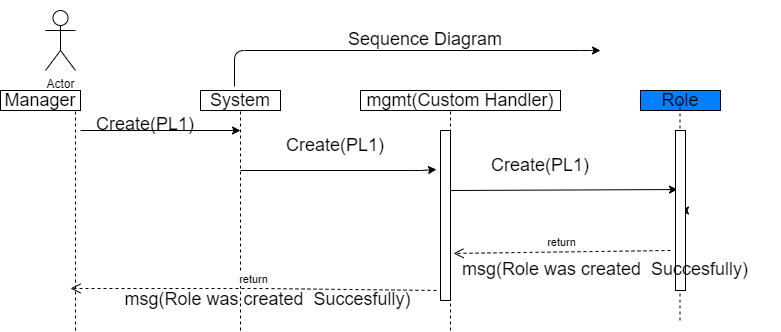 Sequence Diagram
Actor
Manager
System
mgmt(Custom Handler)
Role
Create(PL1)
Create(PL1)
Create(PL1)
return
msg(Role was created  Succesfully)
return
msg(Role was created  Succesfully)